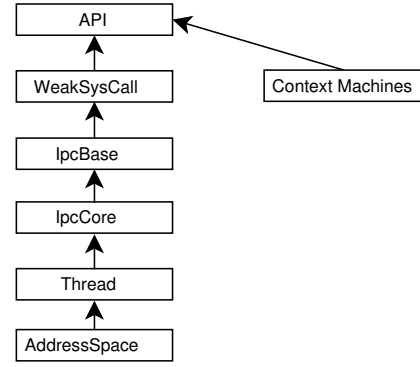 API
WeakSysCall
Context Machines
IpcBase
IpcCore
Thread
AddressSpace